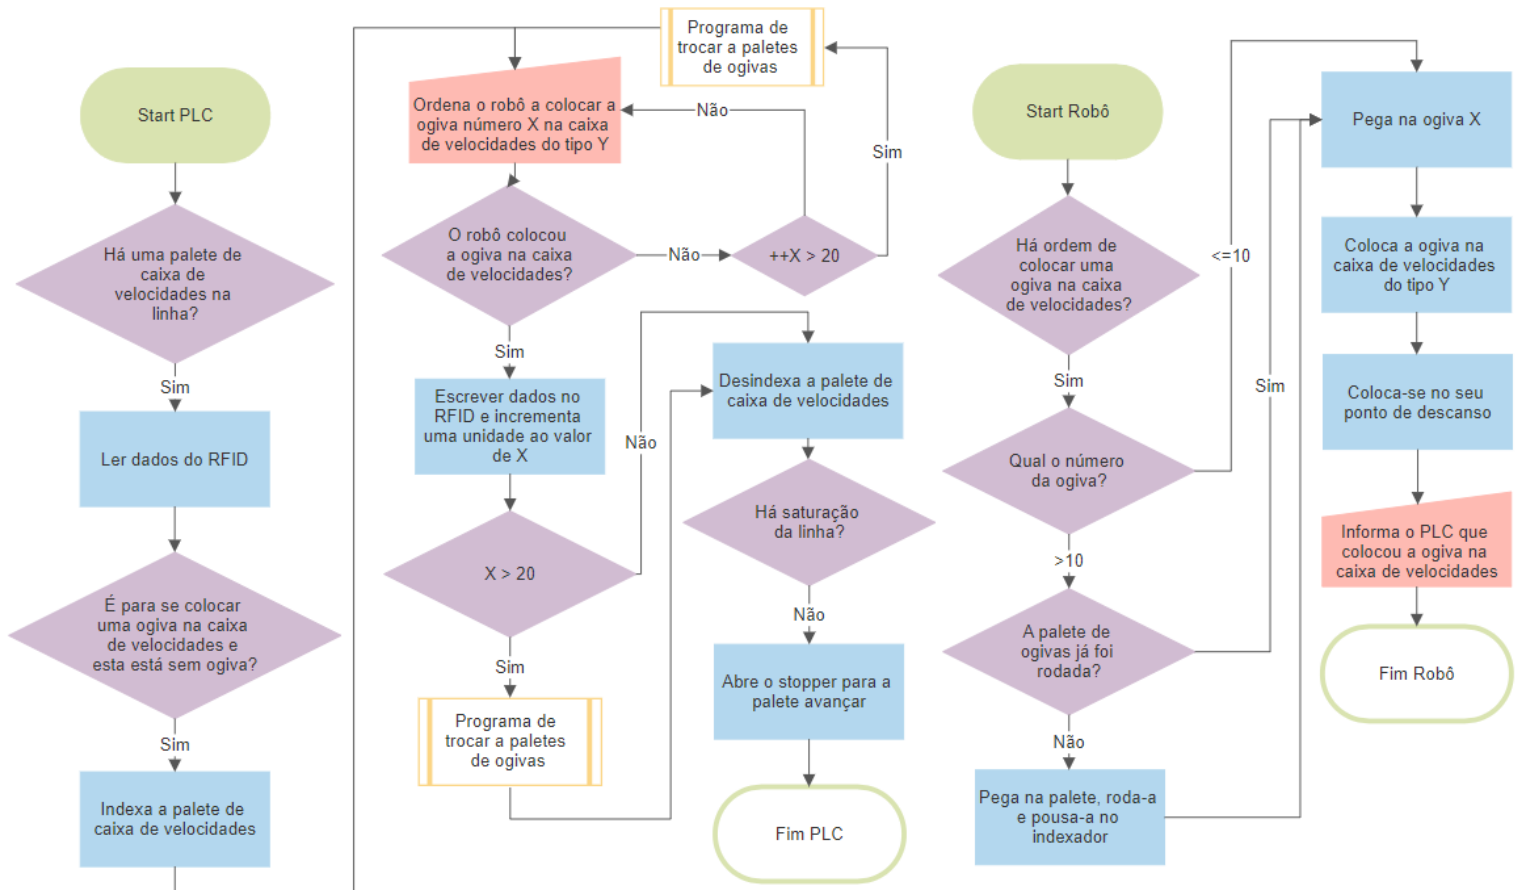 Start PLC
Há uma palete de
caixa de
velocidades na
linha?
Sim
Ler dados do RFID
É para se colocar
uma ogiva na caixa
de velocidades e
esta está sem ogiva?
Sim
Indexa a palete de
caixa de velocidades
Programa de
trocar a paletes
de ogivas
Ordena o robô a colocar a
ogiva número X na caixa
de velocidades do tipo Y
Não
Sim
O robô colocou
a ogiva na caixa
de velocidades?
Não
++X > 20
Sim
Escrever dados no
RFID e incrementa
uma unidade ao valor
de X
Não
X > 20
Sim
Programa de
trocar a paletes
de ogivas
Desindexa a palete de
caixa de velocidades
Há saturação
da linha?
Não
Abre o stopper para a
palete avançar
Fim PLC
Start Robô
Há ordem de
colocar uma
ogiva na caixa
de velocidades?
Sim
Qual o número
da ogiva?
<=10
>10
A palete de
ogivas já foi
rodada?
Sim
Não
Pega na palete, roda-a
e pousa-a no
indexador
Pega na ogiva X
Coloca a ogiva na
caixa de velocidades
do tipo Y
Coloca-se no seu
ponto de descanso
Informa o PLC que
colocou a ogiva na
caixa de velocidades
Fim Robô